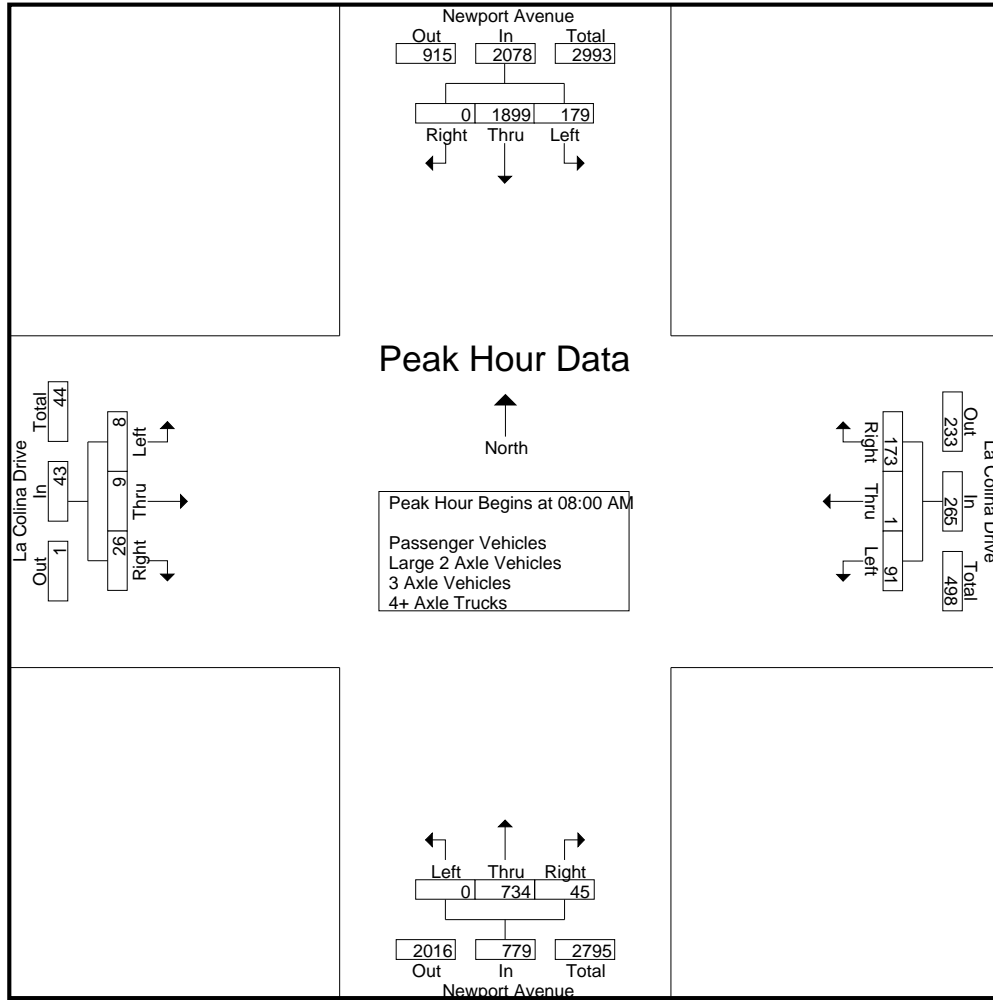 Newport Avenue
Out In Total
915 2078 2993
0 1899 179
Right Thru Left
Peak Hour Data
North
Peak Hour Begins at 08:00 AM
Passenger Vehicles
Large 2 Axle Vehicles
3 Axle Vehicles
4+ Axle Trucks
La Colina Drive
Out In Total
1 43 44
Left Thru Right
8 9 26
La Colina Drive
Out In Total
233 265 498
Right Thru Left
173 1 91
Left Thru Right
0 734 45
2016 779 2795
Out In Total
Newport Avenue